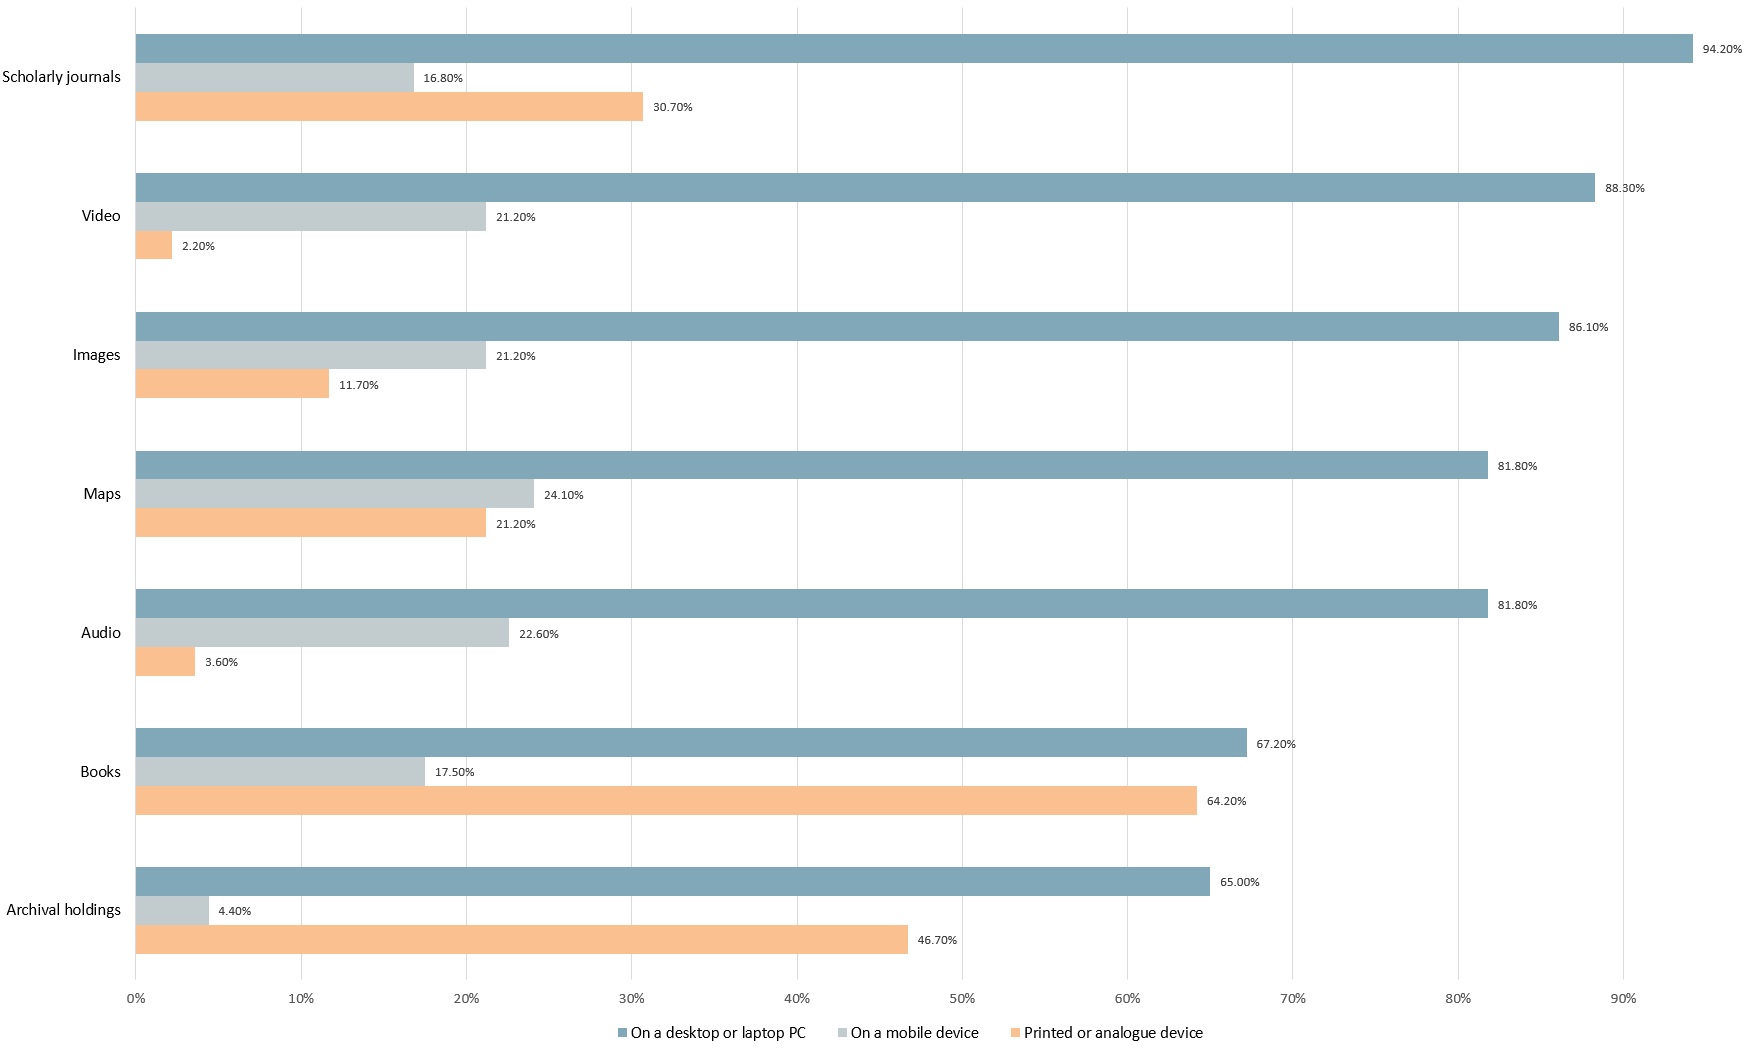 94.20%
Scholarly journals
16.80%
30.70%
88.30%
Video
21.20%
2.20%
86.10%
Images
21.20%
11.70%
81.80%
Maps
24.10%
21.20%
81.80%
Audio
22.60%
3.60%
67.20%
Books
17.50%
64.20%
65.00%
Archival holdings
4.40%
46.70%
0% 10% 20% 30% 40% 50% 60% 70% 80% 90%
On a desktop or laptop PC On a mobile device Printed or analogue device